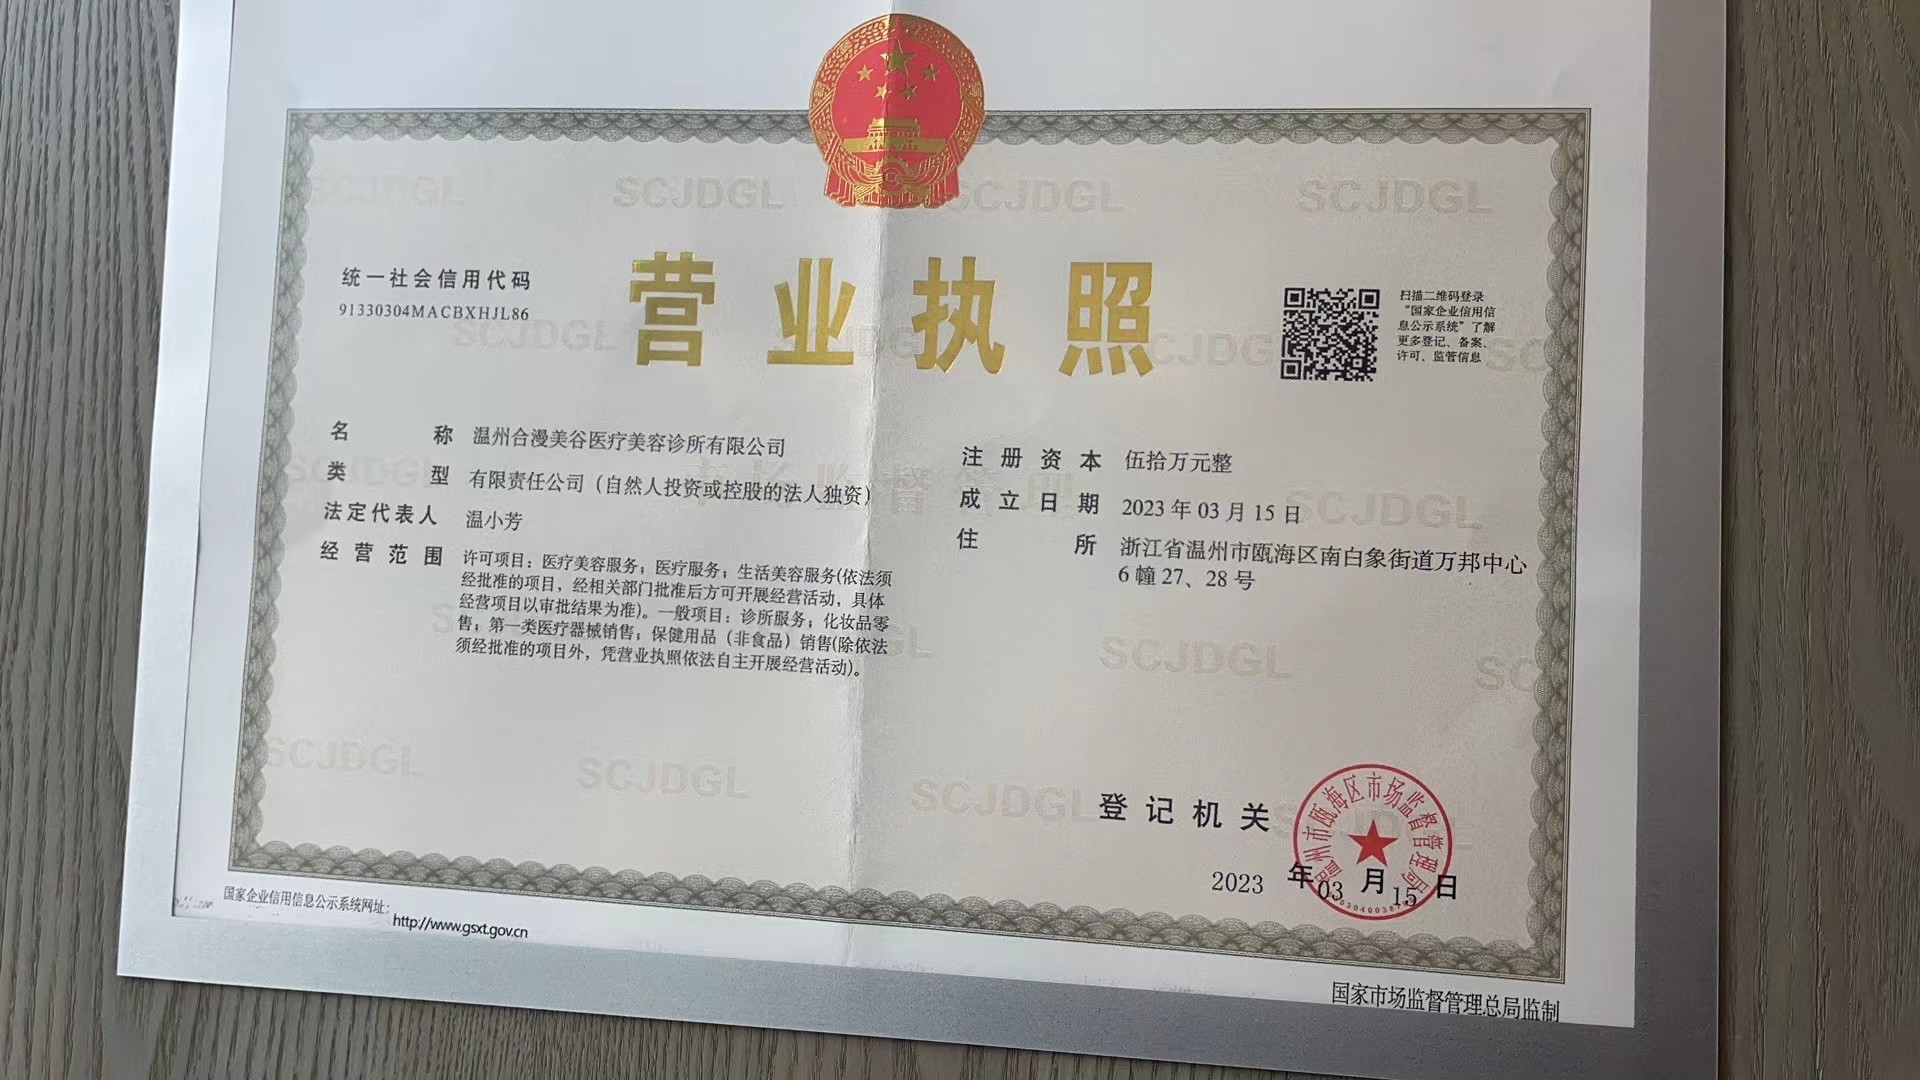 SCJDGL SCJDGL SCJDGL SCJDGL
营业执照
统一社会信用代码
91330304MACBXHJL86
扫描二维码登录
“国家企业信用信
息公示系统”了解
更多登记、备案、
许可、监管信息
名称 温州合漫美谷医疗美容诊所有限公司
类型 有限责任公司（自然人投资或控股的法人独资）
法定代表人 温小芳
经营范围 许可项目：医疗美容服务；医疗服务；生活美容服务(依法须
经批准的项目，经相关部门批准后方可开展经营活动，具体
经营项目以审批结果为准)。一般项目：诊所服务；化妆品零
售；第一类医疗器械销售；保健用品（非食品）销售(除依法
须经批准的项目外，凭营业执照依法自主开展经营活动)。
注册资本 伍拾万元整
成立日期 2023年03月15日
住所 浙江省温州市瓯海区南白象街道万邦中心
6幢27、28号
SCJDGL
SCJDGL SCJDGL SCJDGL
登记机关
温州市瓯海区市场监督管理局
2023年03月15日
国家企业信用信息公示系统网址：
http://www.gsxt.gov.cn
国家市场监督管理总局监制